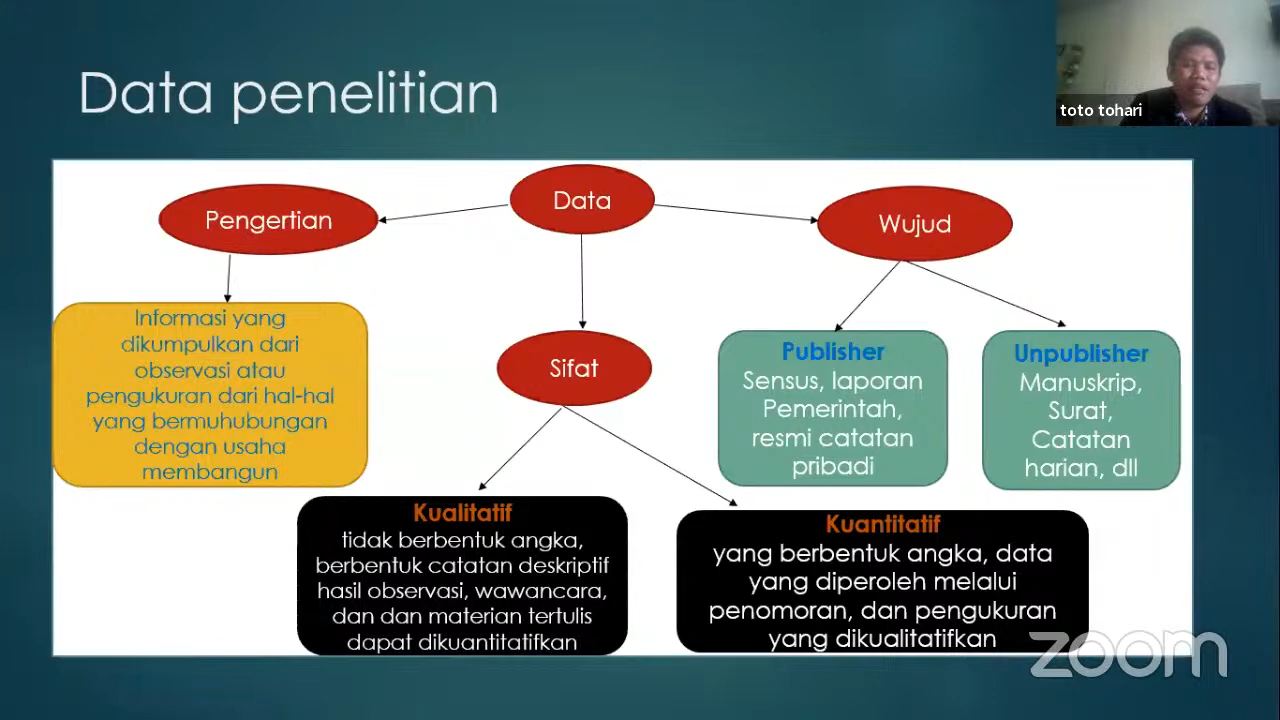 Data penelitian
toto tohari
Data
Pengertian
Wujud
Informasi yang
dikumpulkan dari
observasi atau
pengukuran dari hal-hal
yang bermuhubungan
dengan usaha
membangun
Sifat
Publisher
Sensus, laporan
Pemerintah,
resmi catatan
pribadi
Unpublisher
Manuskrip,
Surat,
Catatan
harian, dll
Kualitatif
tidak berbentuk angka,
berbentuk catatan deskriptif
hasil observasi, wawancara,
dan dan materian tertulis
dapat dikuantitatifkan
Kuantitatif
yang berbentuk angka, data
yang diperoleh melalui
penomoran, dan pengukuran
yang dikualitatifkan
zoom